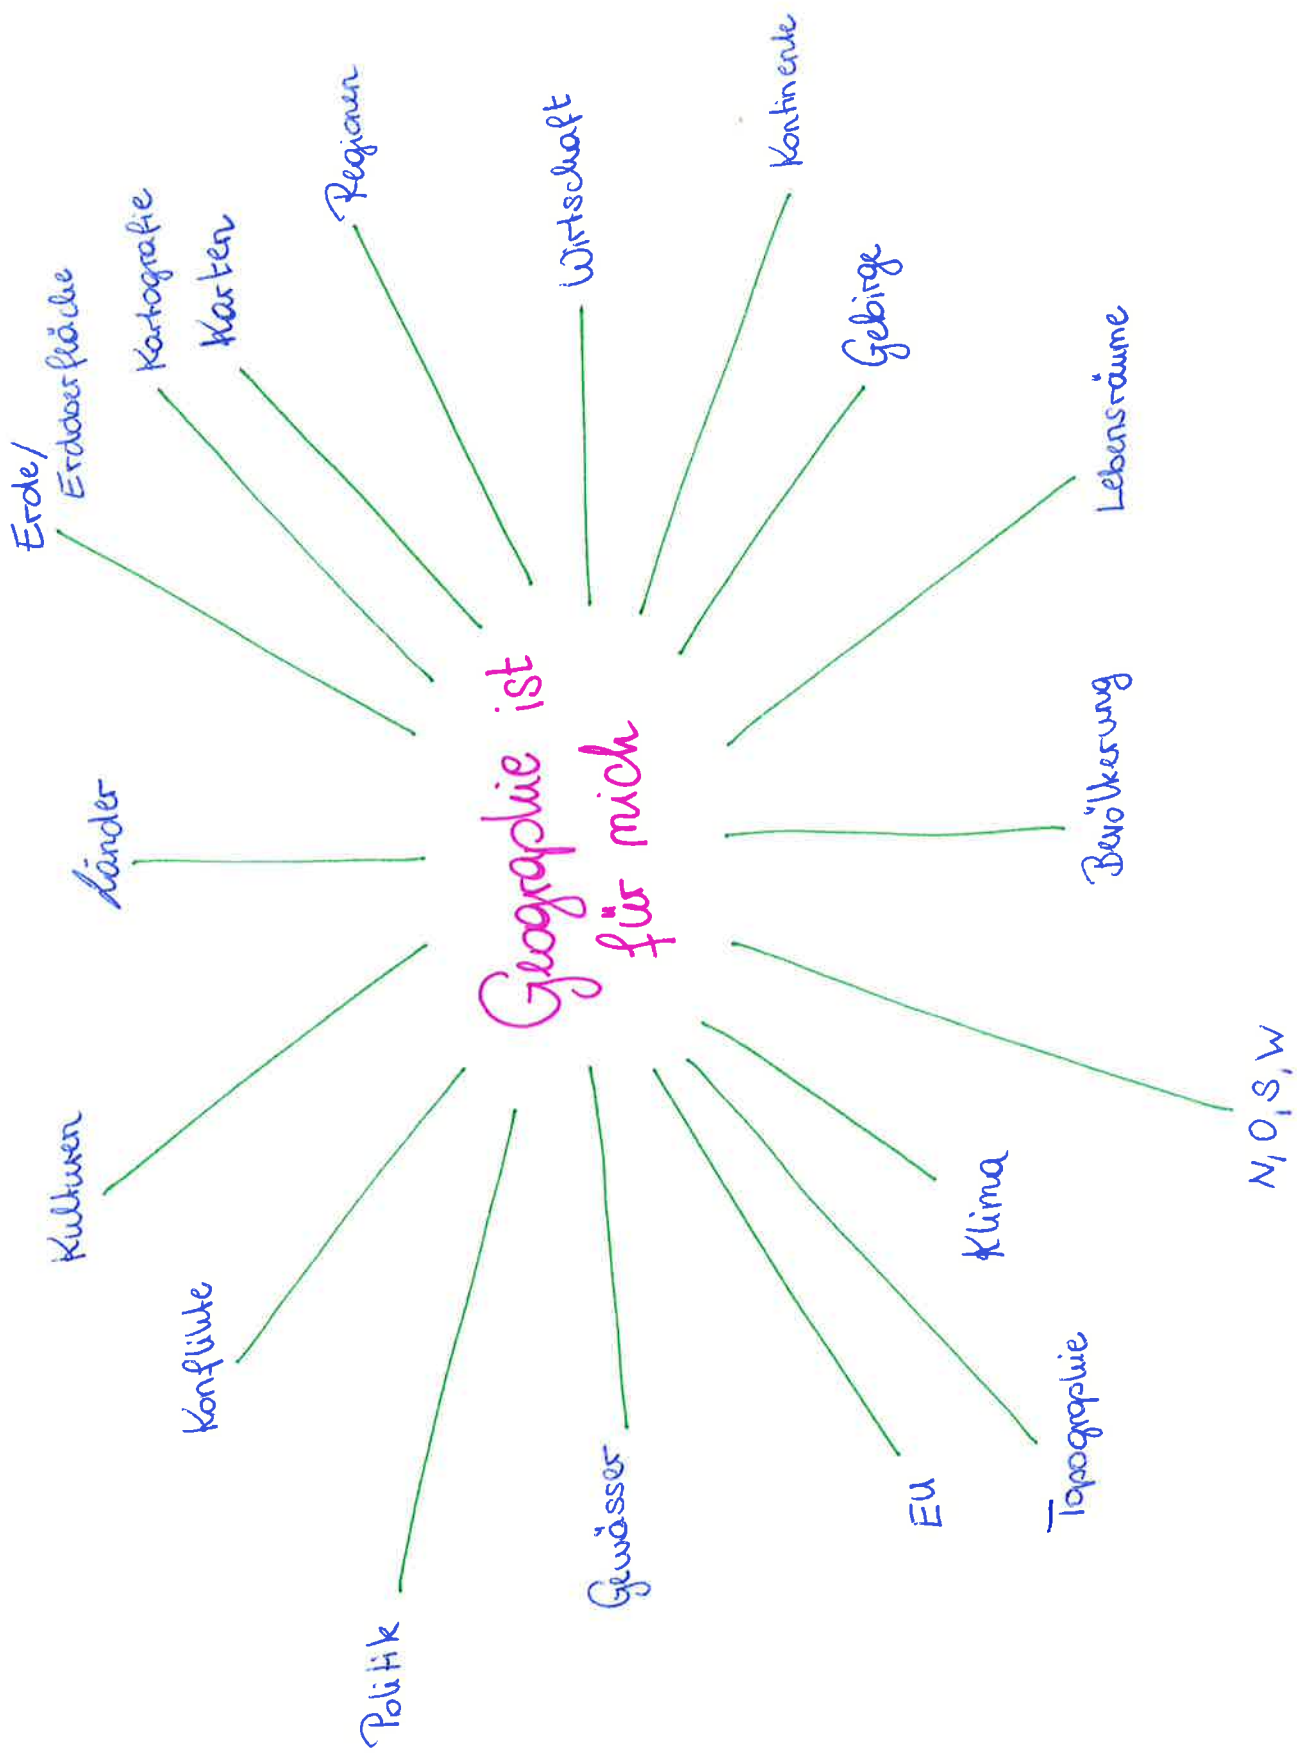 Geographie ist
für mich
Länder
Erde/
Erdoberfläche
Kartografie
Karten
Regionen
Wirtschaft
Kontinente
Gebirge
Lebensräume
Bevölkerung
N, O, S, W
Klima
Topographie
EU
Gewässer
Politik
Konflikte
Kulturen